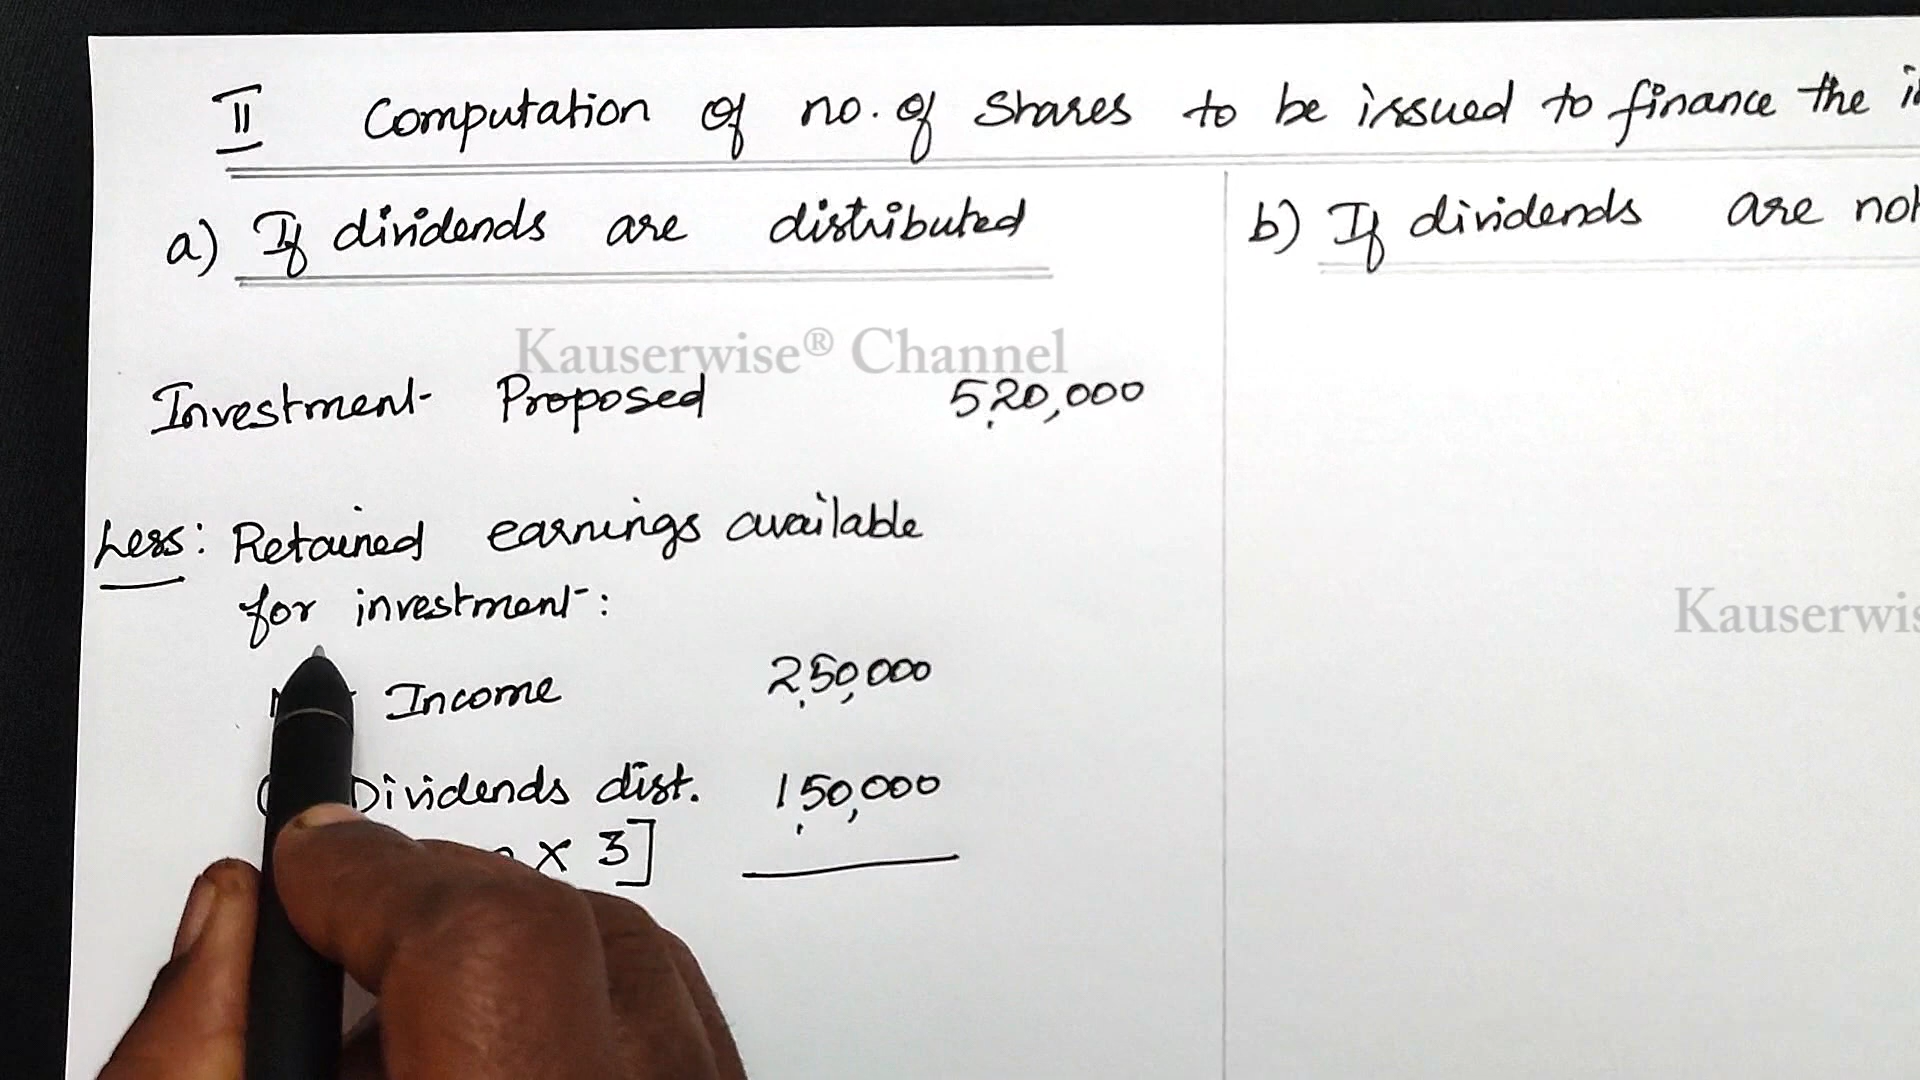 II Computation of no. of Shares to be issued to finance the
a) If dividends are distributed
b) If dividends are not
Kauserwise® Channel
Investment Proposed 5,20,000
Less: Retained earnings available
for investment:
Kauserwis
Income 2,50,000
Dividends dist. 1,50,000
x 3]